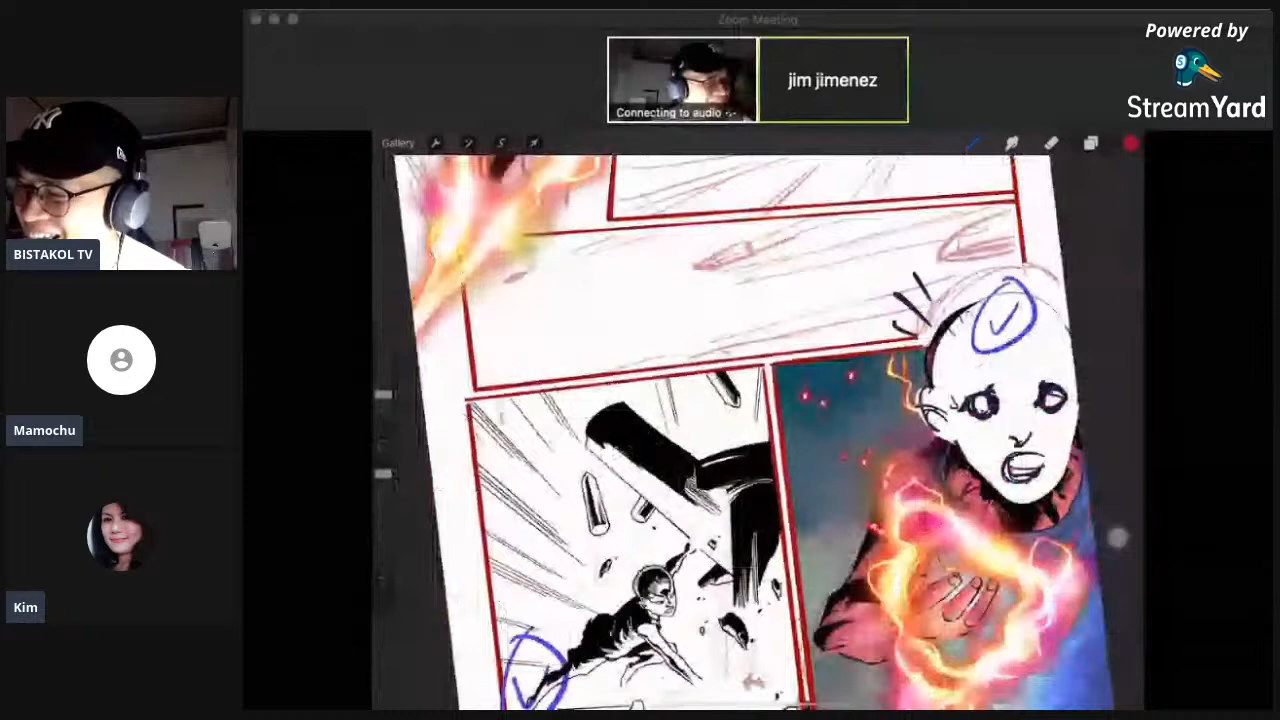 Zoom Meeting
Powered by
StreamYard
jim jimenez
Connecting to audio
Gallery
BISTAKOL TV
Mamochu
Kim